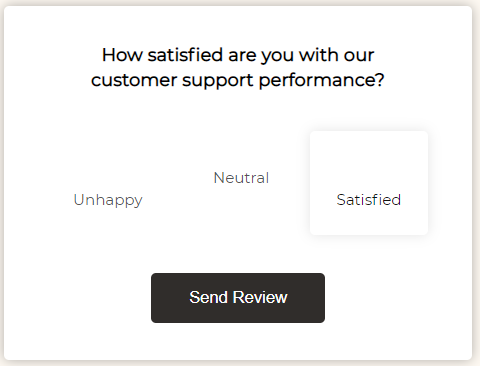 How satisfied are you with our
customer support performance?
Neutral
Unhappy
Satisfied
Send Review